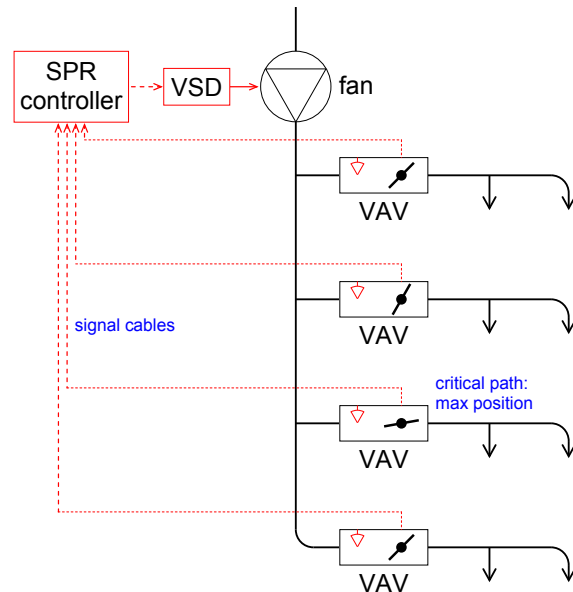 SPR
controller
VSD
fan
VAV
VAV
signal cables
critical path:
max position
VAV
VAV